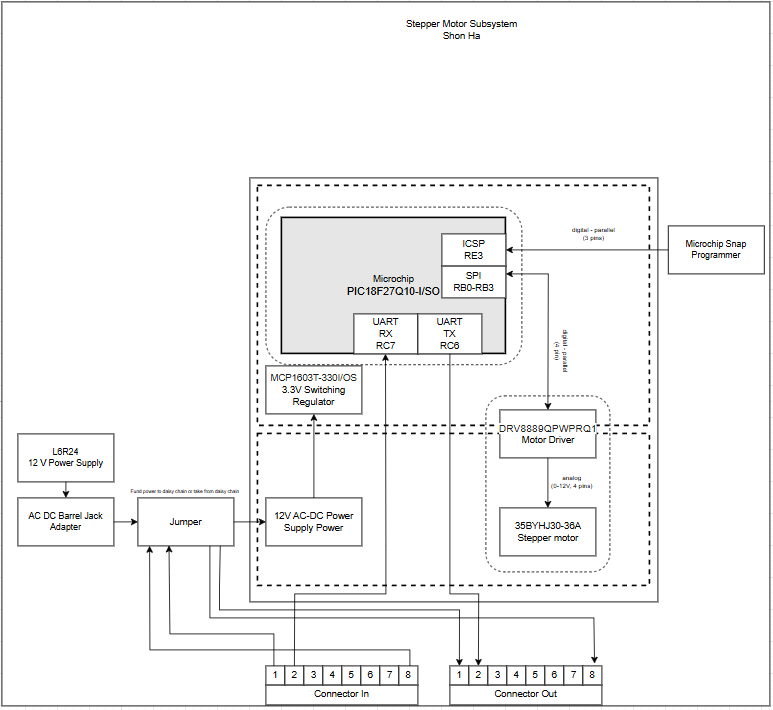 Stepper Motor Subsystem
Shon Ha
digital - parallel
(3 pins)
Microchip Snap
Programmer
ICSP
RE3
SPI
RB0-RB3
Microchip
PIC18F27Q10-I/SO
UART
RX
RC7
UART
TX
RC6
digital - parallel
(4 pin)
MCP1603T-330I/OS
3.3V Switching
Regulator
DRV8889QPWPRQ1
Motor Driver
analog
(0-12V, 4 pins)
35BYHJ30-36A
Stepper motor
L6R24
12 V Power Supply
AC DC Barrel Jack
Adapter
Fund power to daisy chain or take from daisy chain
Jumper
12V AC-DC Power
Supply Power
1 2 3 4 5 6 7 8
Connector In
1 2 3 4 5 6 7 8
Connector Out